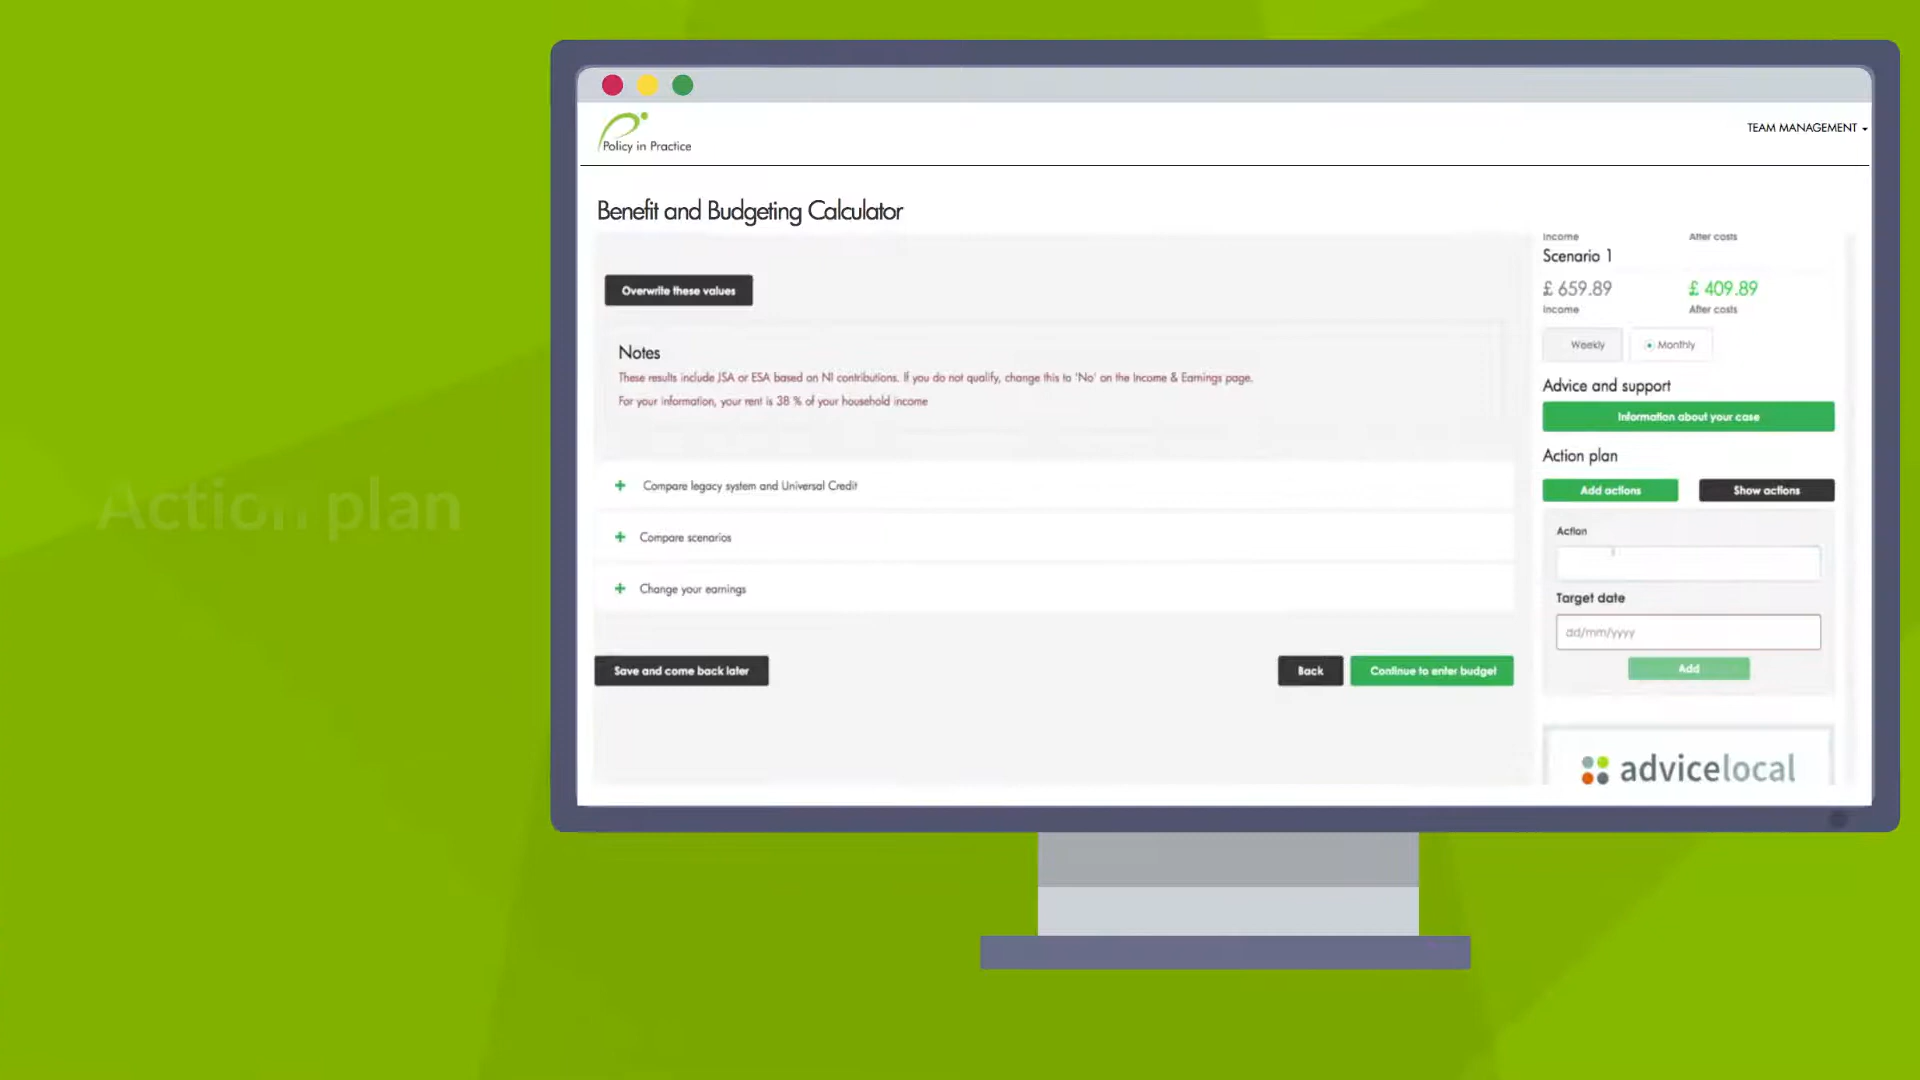 Action plan
Policy in Practice
TEAM MANAGEMENT
Benefit and Budgeting Calculator
Overwrite these values
Notes
These results include JSA or ESA based on NI contributions. If you do not qualify, change this to 'No' on the Income & Earnings page.
For your information, your rent is 38 % of your household income
+ Compare legacy system and Universal Credit
+ Compare scenarios
+ Change your earnings
Save and come back later
Back
Continue to enter budget
Income After costs
Scenario 1
£ 659.89 £ 409.89
Income After costs
Weekly Monthly
Advice and support
Information about your case
Action plan
Add actions Show actions
Action
Target date
dd/mm/yyyy
Add
advicelocal